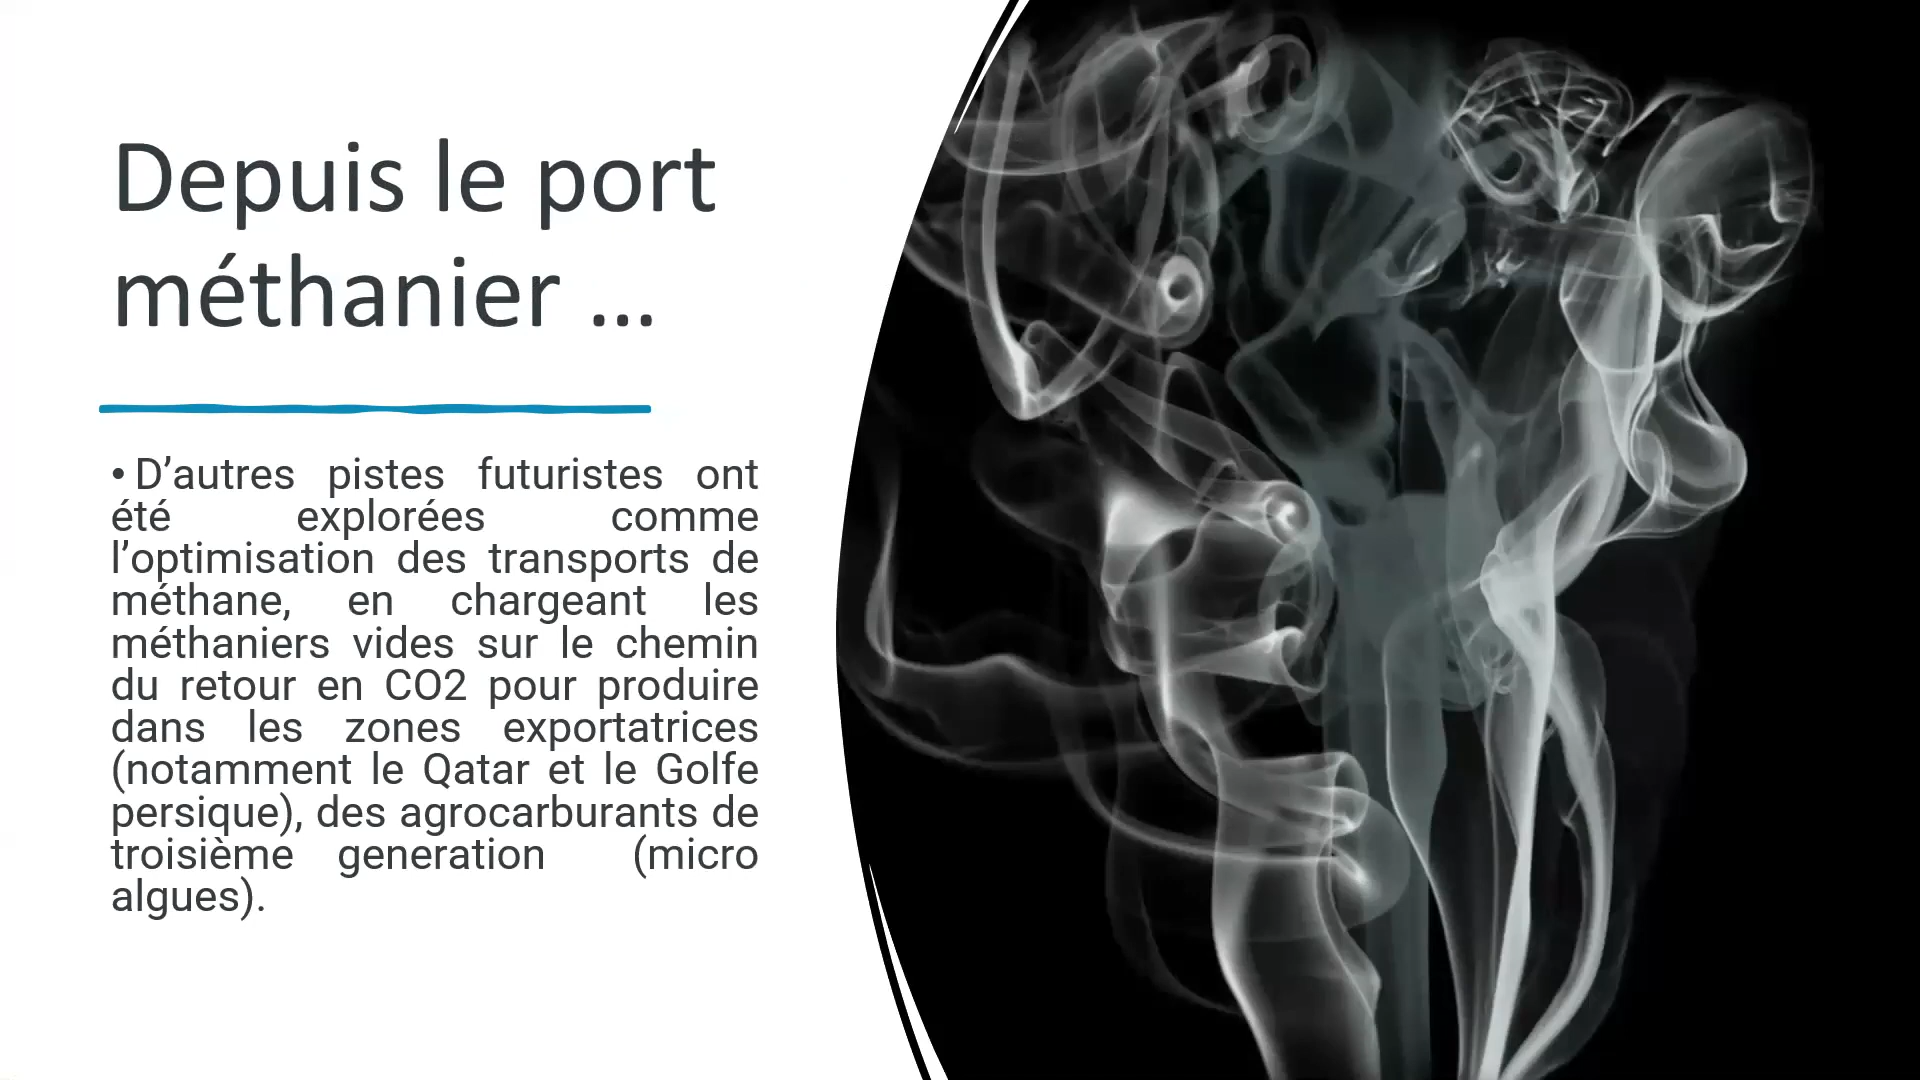 Depuis le port
méthanier ...
• D’autres pistes futuristes ont
été explorées comme
l’optimisation des transports de
méthane, en chargeant les
méthaniers vides sur le chemin
du retour en CO2 pour produire
dans les zones exportatrices
(notamment le Qatar et le Golfe
persique), des agrocarburants de
troisième generation (micro
algues).